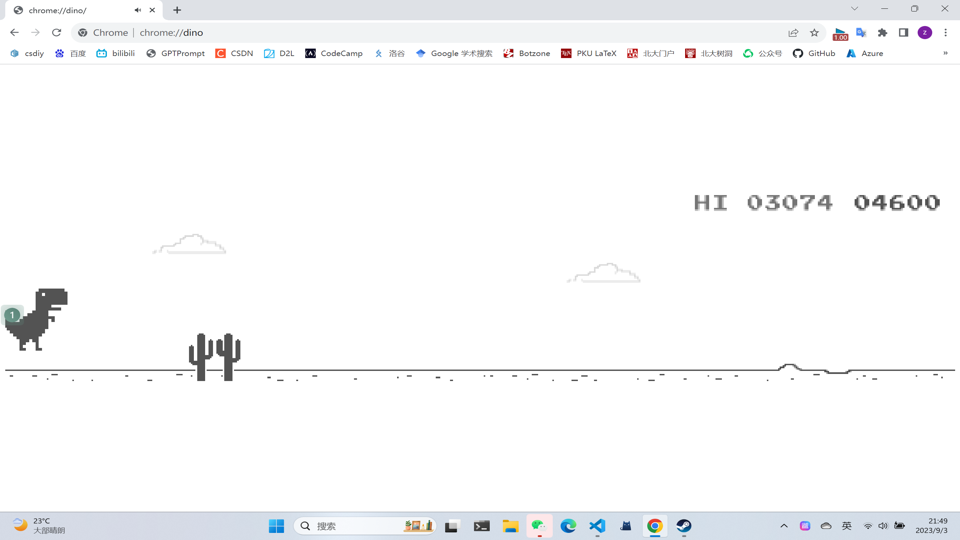 chrome://dino/
Chrome | chrome://dino
1.00
z
csdiy 百度 bilibili GPTPrompt CSDN D2L CodeCamp 洛谷 Google 学术搜索 Botzone PKU LaTeX 北大门户 北大树洞 公众号 GitHub Azure »
HI 03074 04600
1
23°C
大部晴朗
搜索
英
21:49
2023/9/3